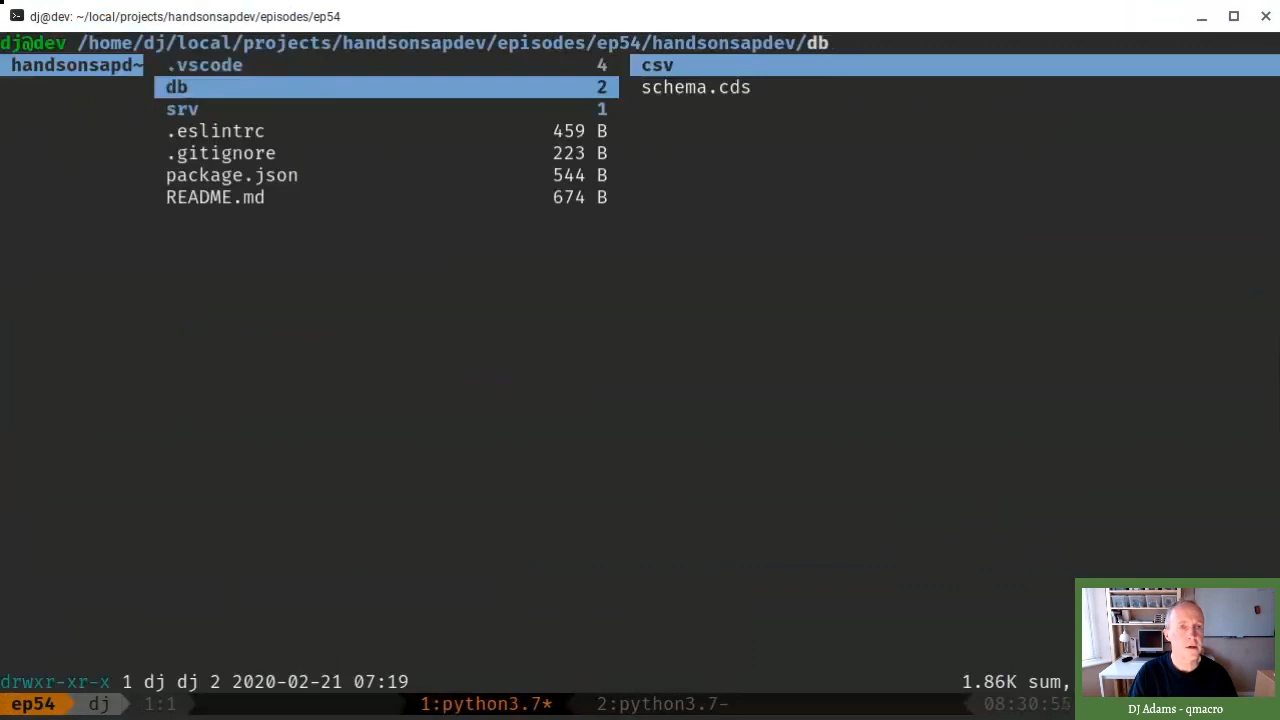 dj@dev: ~/local/projects/handsonsapdev/episodes/ep54
dj@dev /home/dj/local/projects/handsonsapdev/episodes/ep54/handsonsapdev/db
handsonsapd~ .vscode 4 csv
db 2 schema.cds
srv 1
.eslintrc 459 B
.gitignore 223 B
package.json 544 B
README.md 674 B
drwxr-xr-x 1 dj dj 2 2020-02-21 07:19 1.86K sum,
ep54 dj 1:1 1:python3.7* 2:python3.7- 08:30:55
DJ Adams - qmacro